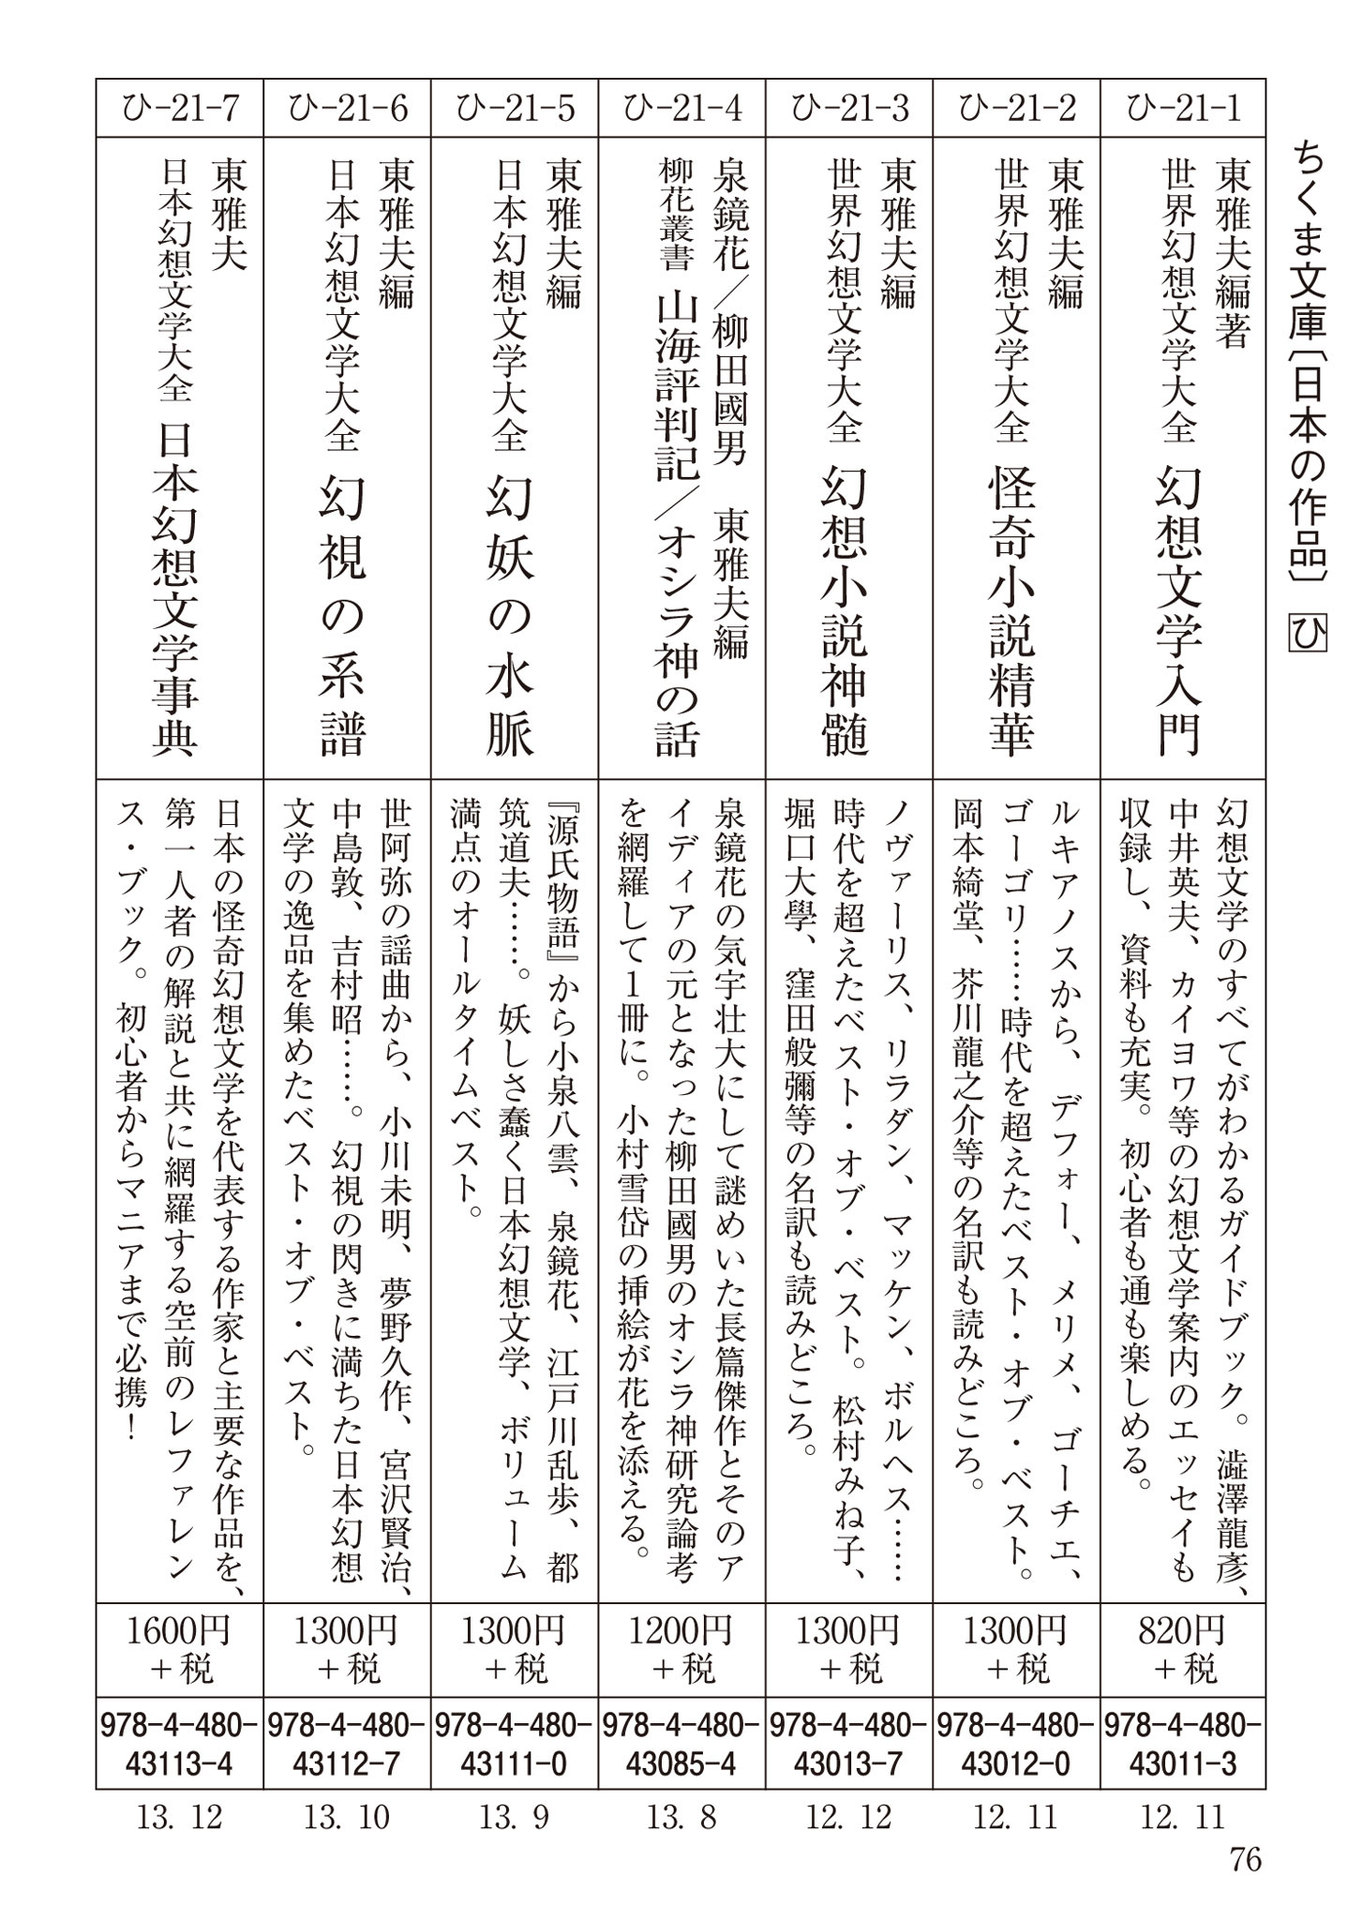 ちくま文庫〔日本の作品〕 ひ
ひ-21-1
東雅夫編著
世界幻想文学大全 幻想文学入門
幻想文学のすべてがわかるガイドブック。澁澤龍彥、
中井英夫、カイヨワ等の幻想文学案内のエッセイも
収録し、資料も充実。初心者も通も楽しめる。
820円
+税
978-4-480-
43011-3
12. 11
ひ-21-2
東雅夫編
世界幻想文学大全 怪奇小説精華
ルキアノスから、デフォー、メリメ、ゴーチエ、
ゴーゴリ……時代を超えたベスト・オブ・ベスト。
岡本綺堂、芥川龍之介等の名訳も読みどころ。
1300円
+税
978-4-480-
43012-0
12. 11
ひ-21-3
東雅夫編
世界幻想文学大全 幻想小説神髄
ノヴァーリス、リラダン、マッケン、ボルヘス……
時代を超えたベスト・オブ・ベスト。松村みね子、
堀口大學、窪田般彌等の名訳も読みどころ。
1300円
+税
978-4-480-
43013-7
12. 12
ひ-21-4
泉鏡花／柳田國男 東雅夫編
柳花叢書 山海評判記／オシラ神の話
泉鏡花の気宇壮大にして謎めいた長篇傑作とそのア
イディアの元となった柳田國男のオシラ神研究論考
を網羅して1冊に。小村雪岱の挿絵が花を添える。
1200円
+税
978-4-480-
43085-4
13. 8
ひ-21-5
東雅夫編
日本幻想文学大全 幻妖の水脈
『源氏物語』から小泉八雲、泉鏡花、江戸川乱歩、都
筑道夫……。妖しさ蠢く日本幻想文学、ボリューム
満点のオールタイムベスト。
1300円
+税
978-4-480-
43111-0
13. 9
ひ-21-6
東雅夫編
日本幻想文学大全 幻視の系譜
世阿弥の謡曲から、小川未明、夢野久作、宮沢賢治、
中島敦、吉村昭……。幻視の閃きに満ちた日本幻想
文学の逸品を集めたベスト・オブ・ベスト。
1300円
+税
978-4-480-
43112-7
13. 10
ひ-21-7
東雅夫
日本幻想文学大全 日本幻想文学事典
日本の怪奇幻想文学を代表する作家と主要な作品を、
第一人者の解説と共に網羅する空前のレファレン
ス・ブック。初心者からマニアまで必携！
1600円
+税
978-4-480-
43113-4
13. 12
76